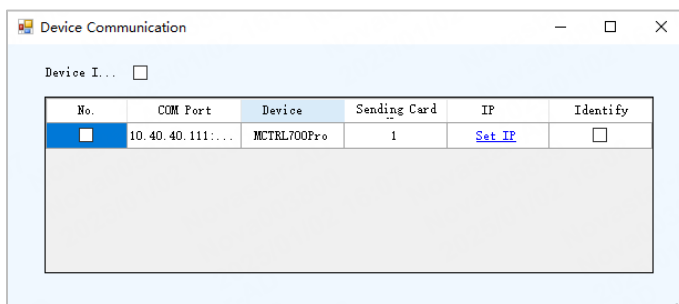 Device Communication
Device I...
No. COM Port Device Sending Card IP Identify
10.40.40.111:... MCTRL700Pro 1 Set IP